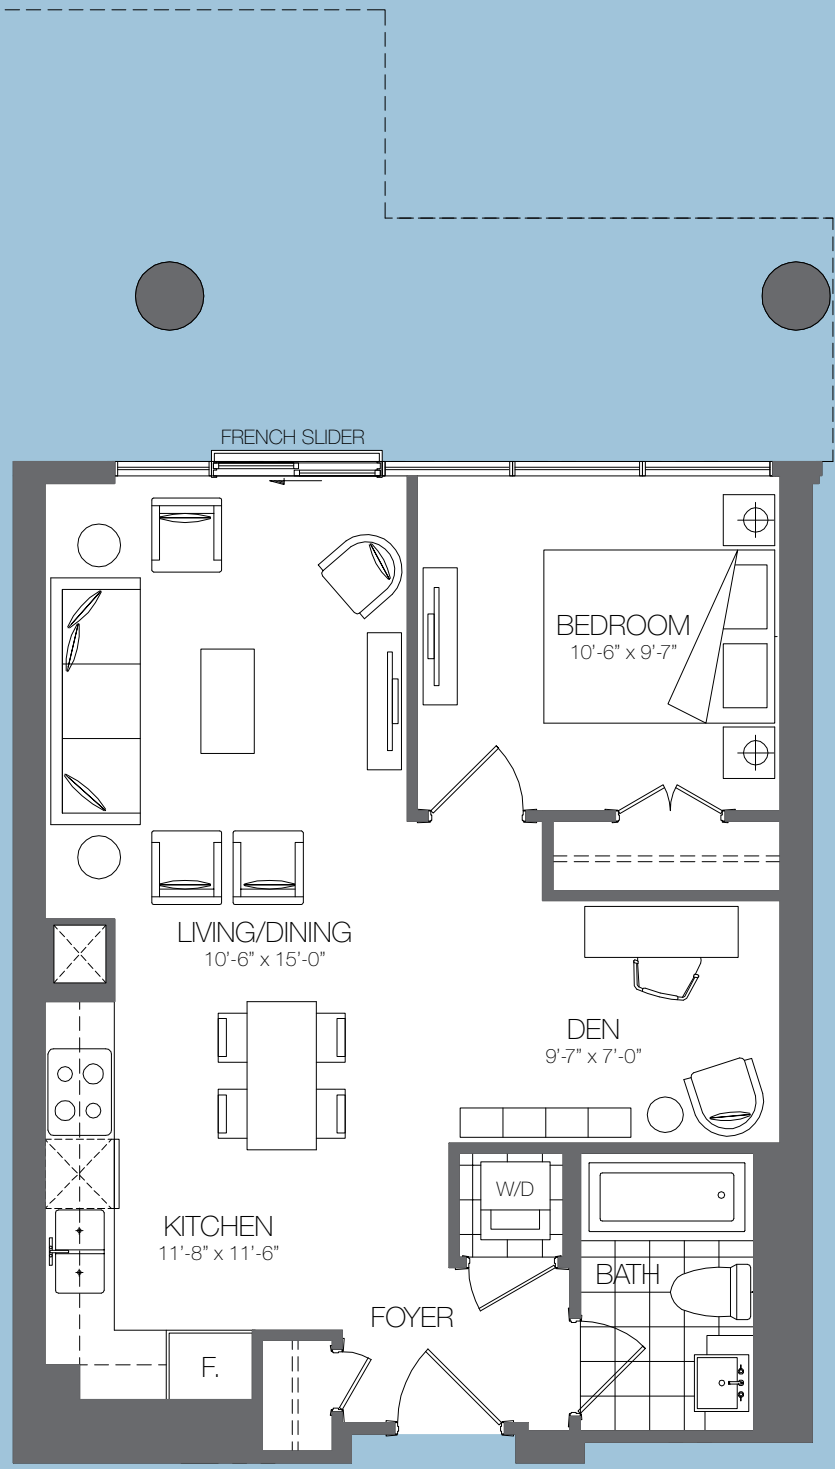 FRENCH SLIDER
BEDROOM
10'-6" x 9'-7"
LIVING/DINING
10'-6" x 15'-0"
DEN
9'-7" x 7'-0"
W/D
KITCHEN
11'-8" x 11'-6"
BATH
FOYER
F.